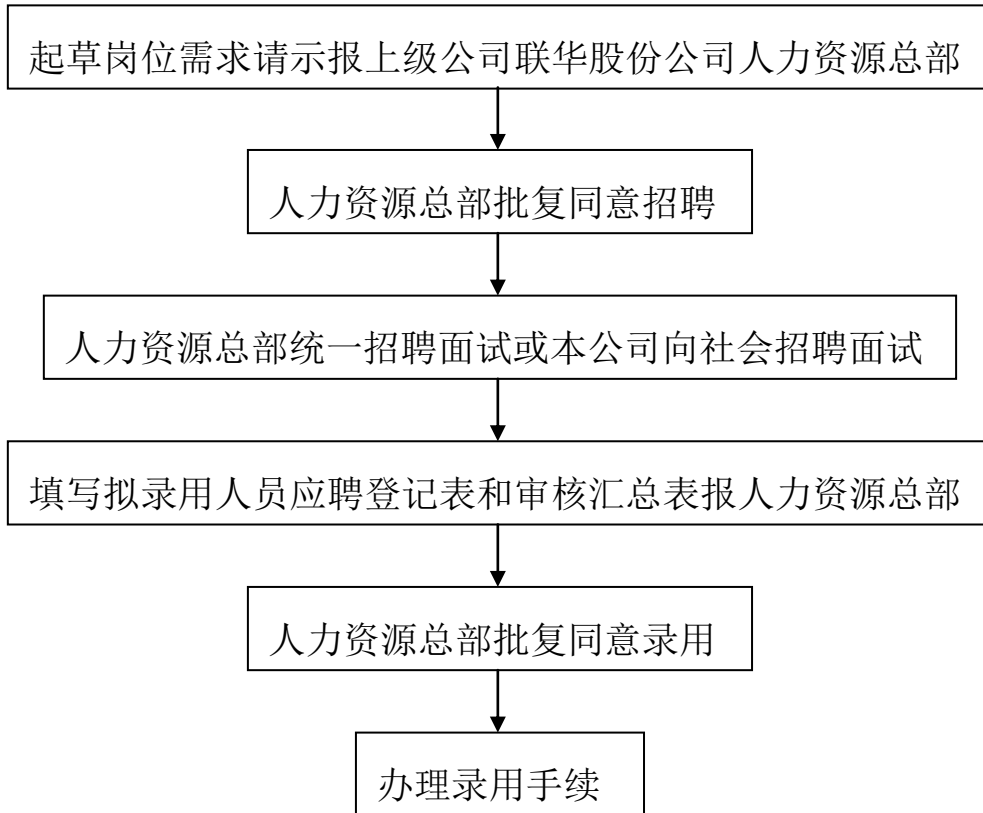 起草岗位需求请示报上级公司联华股份公司人力资源总部
人力资源总部批复同意招聘
人力资源总部统一招聘面试或本公司向社会招聘面试
填写拟录用人员应聘登记表和审核汇总表报人力资源总部
人力资源总部批复同意录用
办理录用手续